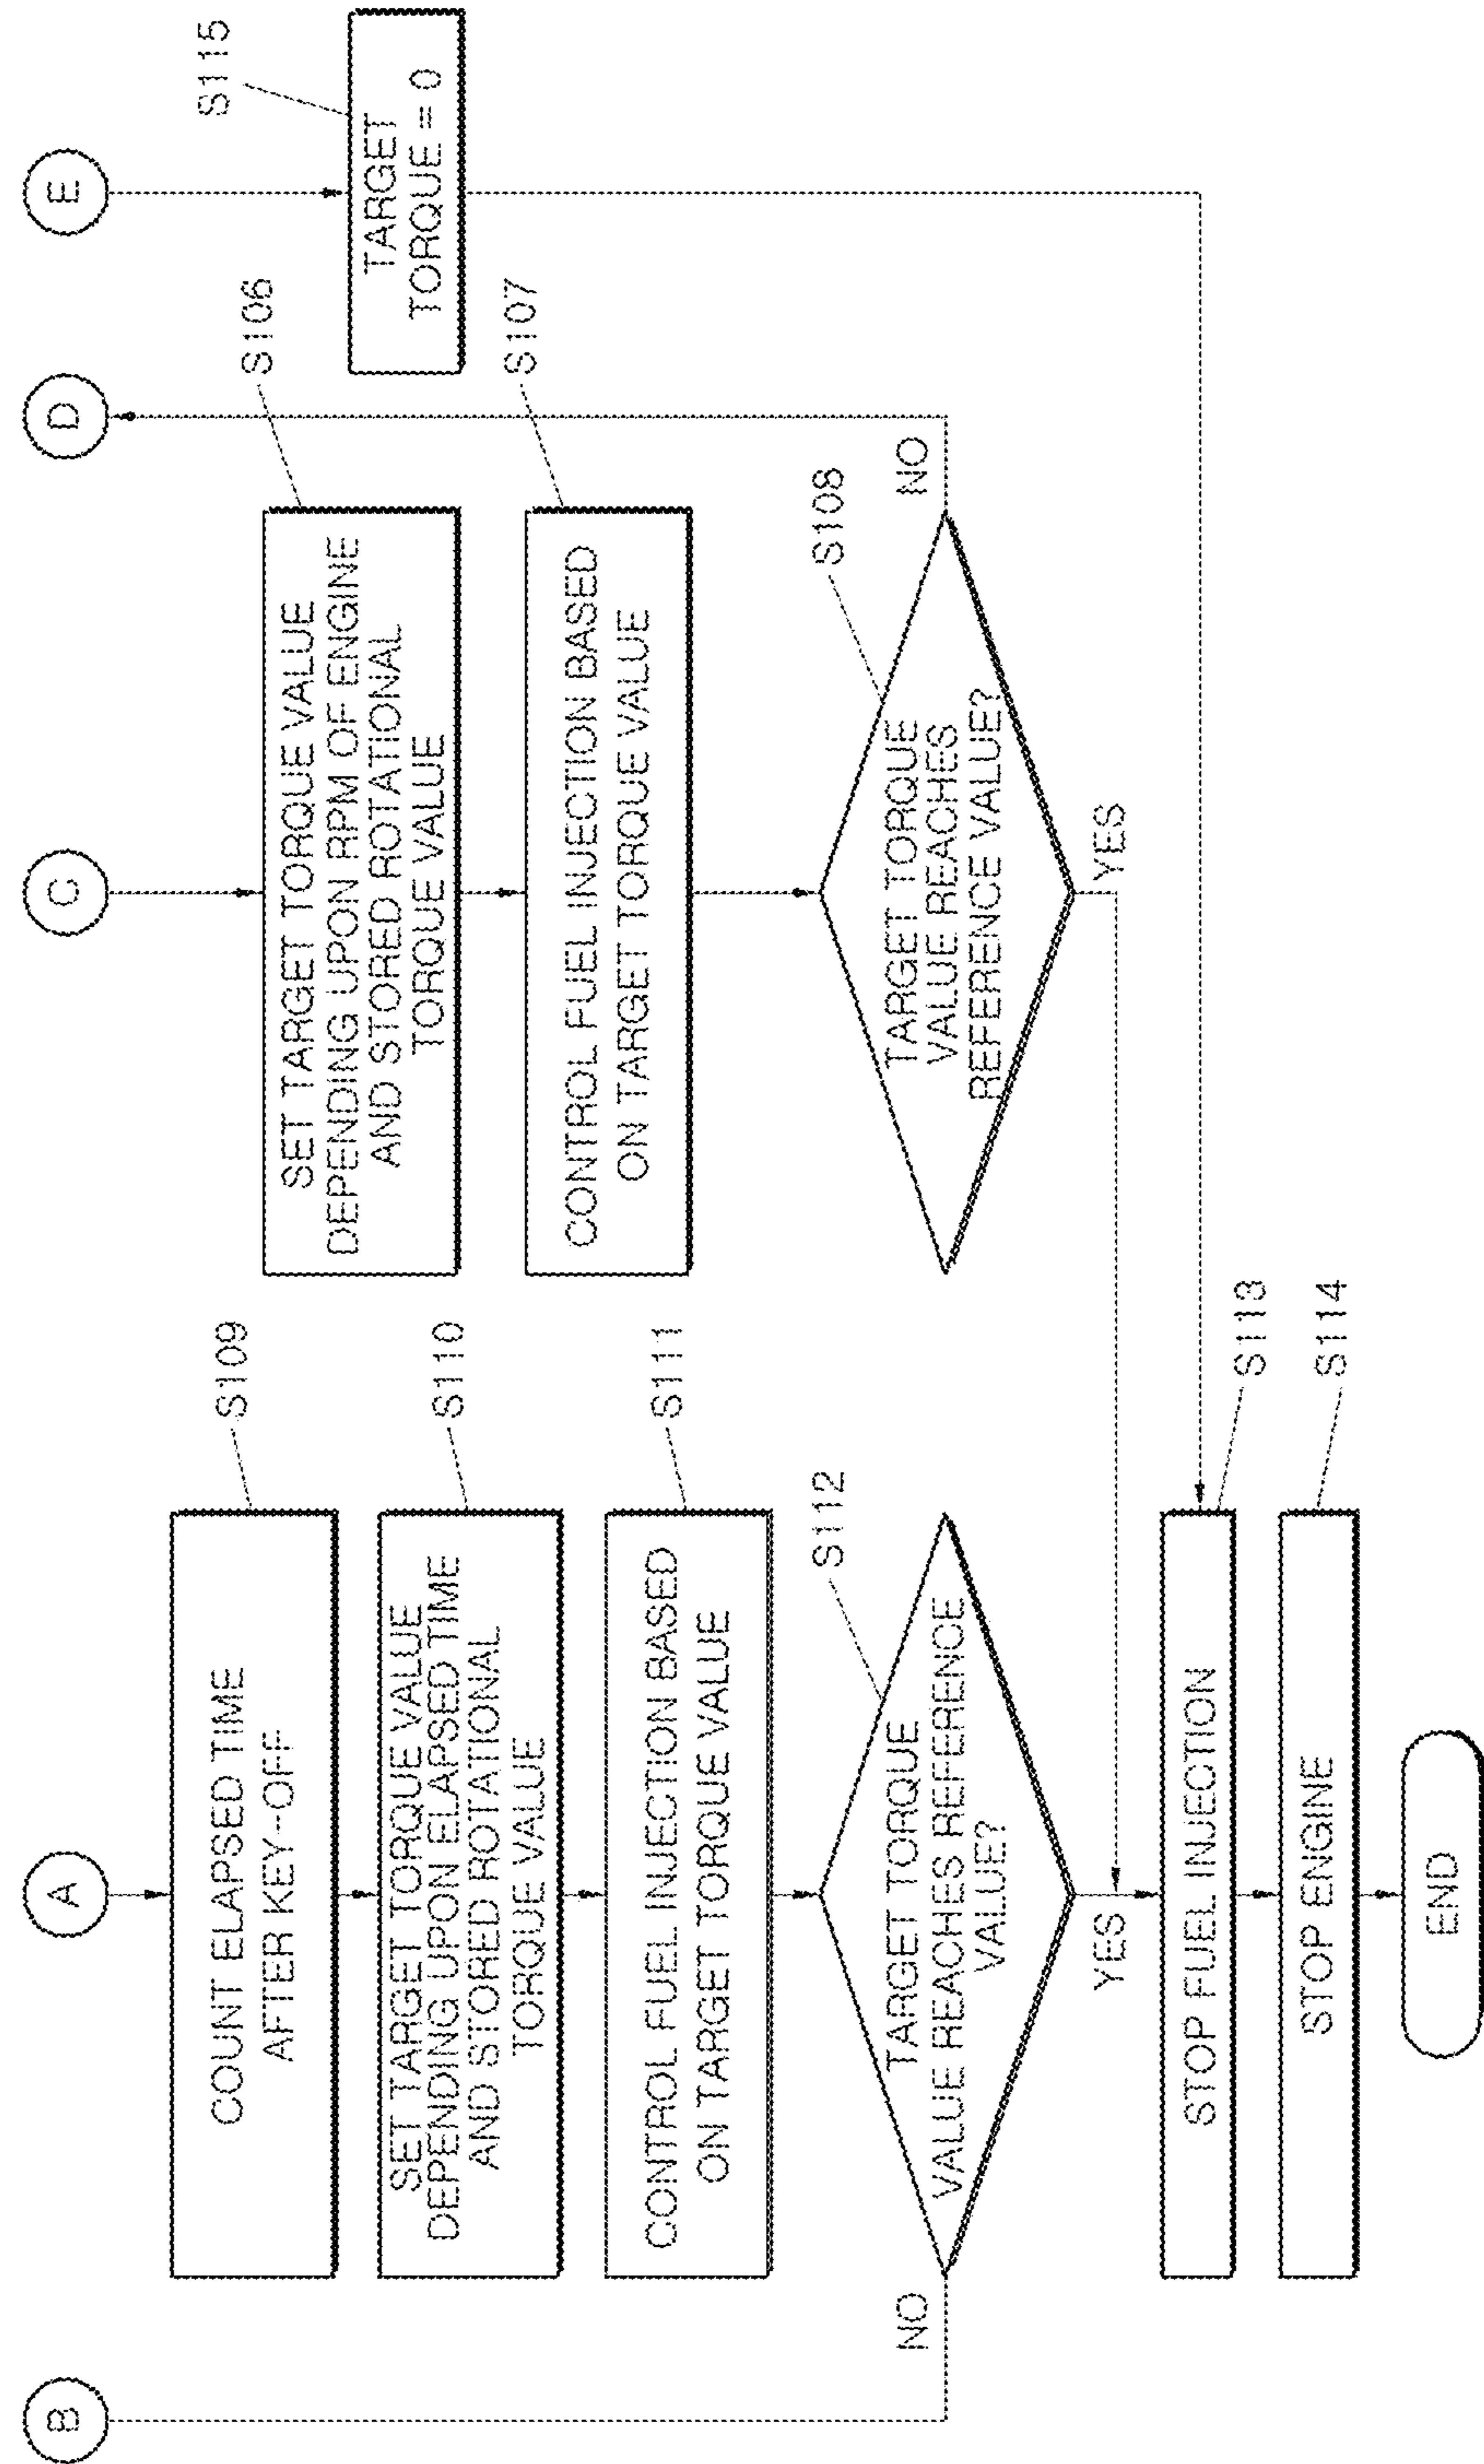 B
A
C
D
E
COUNT ELAPSED TIME
AFTER KEY-OFF
S109
SET TARGET TORQUE VALUE
DEPENDING UPON ELAPSED TIME
AND STORED ROTATIONAL
TORQUE VALUE
S110
CONTROL FUEL INJECTION BASED
ON TARGET TORQUE VALUE
S111
TARGET TORQUE
VALUE REACHES REFERENCE
VALUE?
S112
NO
YES
STOP FUEL INJECTION
S113
STOP ENGINE
S114
END
SET TARGET TORQUE VALUE
DEPENDING UPON RPM OF ENGINE
AND STORED ROTATIONAL
TORQUE VALUE
S106
CONTROL FUEL INJECTION BASED
ON TARGET TORQUE VALUE
S107
TARGET TORQUE
VALUE REACHES
REFERENCE VALUE?
S108
NO
YES
TARGET
TORQUE = 0
S115